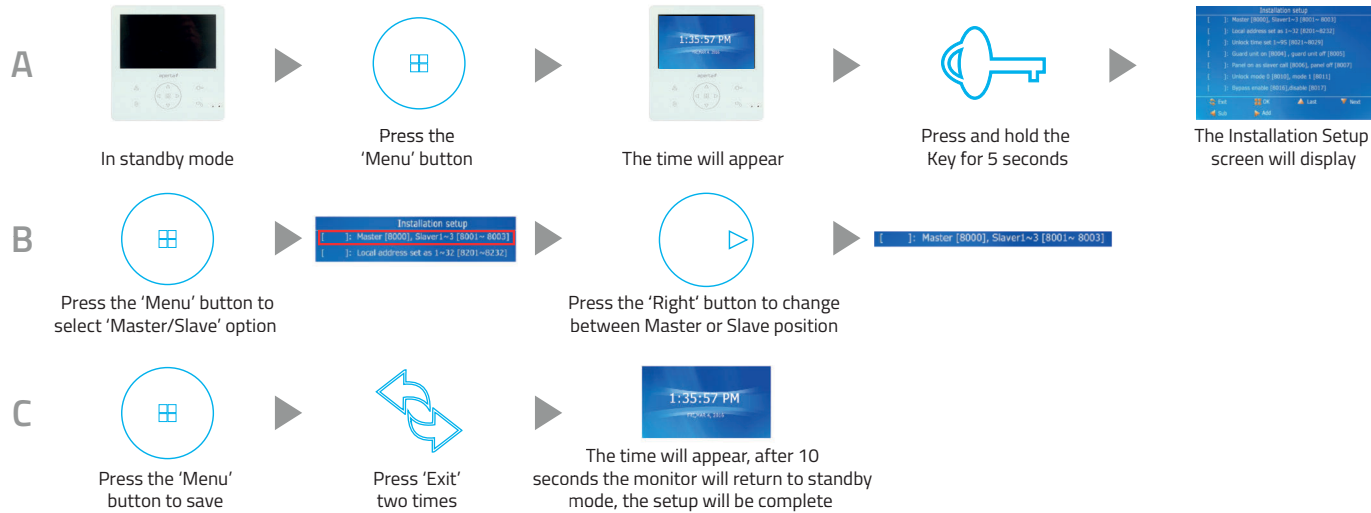 A
1:35:57 PM
In standby mode
Press the
‘Menu’ button
The time will appear
Press and hold the
Key for 5 seconds
Installation setup
[ ]: Master [8000], Slaver1~3 [8001~ 8003]
[ ]: Local address set as 1~32 [8201~8232]
[ ]: Unlock time set 1~9S [8021~8029]
[ ]: Guard unit on [8004] , guard unit off [8005]
[ ]: Panel on as slaver call [8006], panel off [8007]
[ ]: Unlock mode 0 [8010], mode 1 [8011]
[ ]: Bypass enable [8016],disable [8017]
Exit OK Last Next
Sub Add
The Installation Setup
screen will display
B
Press the ‘Menu’ button to
select ‘Master/Slave’ option
Installation setup
[ ]: Master [8000], Slaver1~3 [8001~ 8003]
[ ]: Local address set as 1~32 [8201~8232]
Press the ‘Right‘ button to change
between Master or Slave position
[ ]: Master [8000], Slaver1~3 [8001~ 8003]
C
Press the ‘Menu’
button to save
Press ‘Exit’
two times
1:35:57 PM
The time will appear, after 10
seconds the monitor will return to standby
mode, the setup will be complete